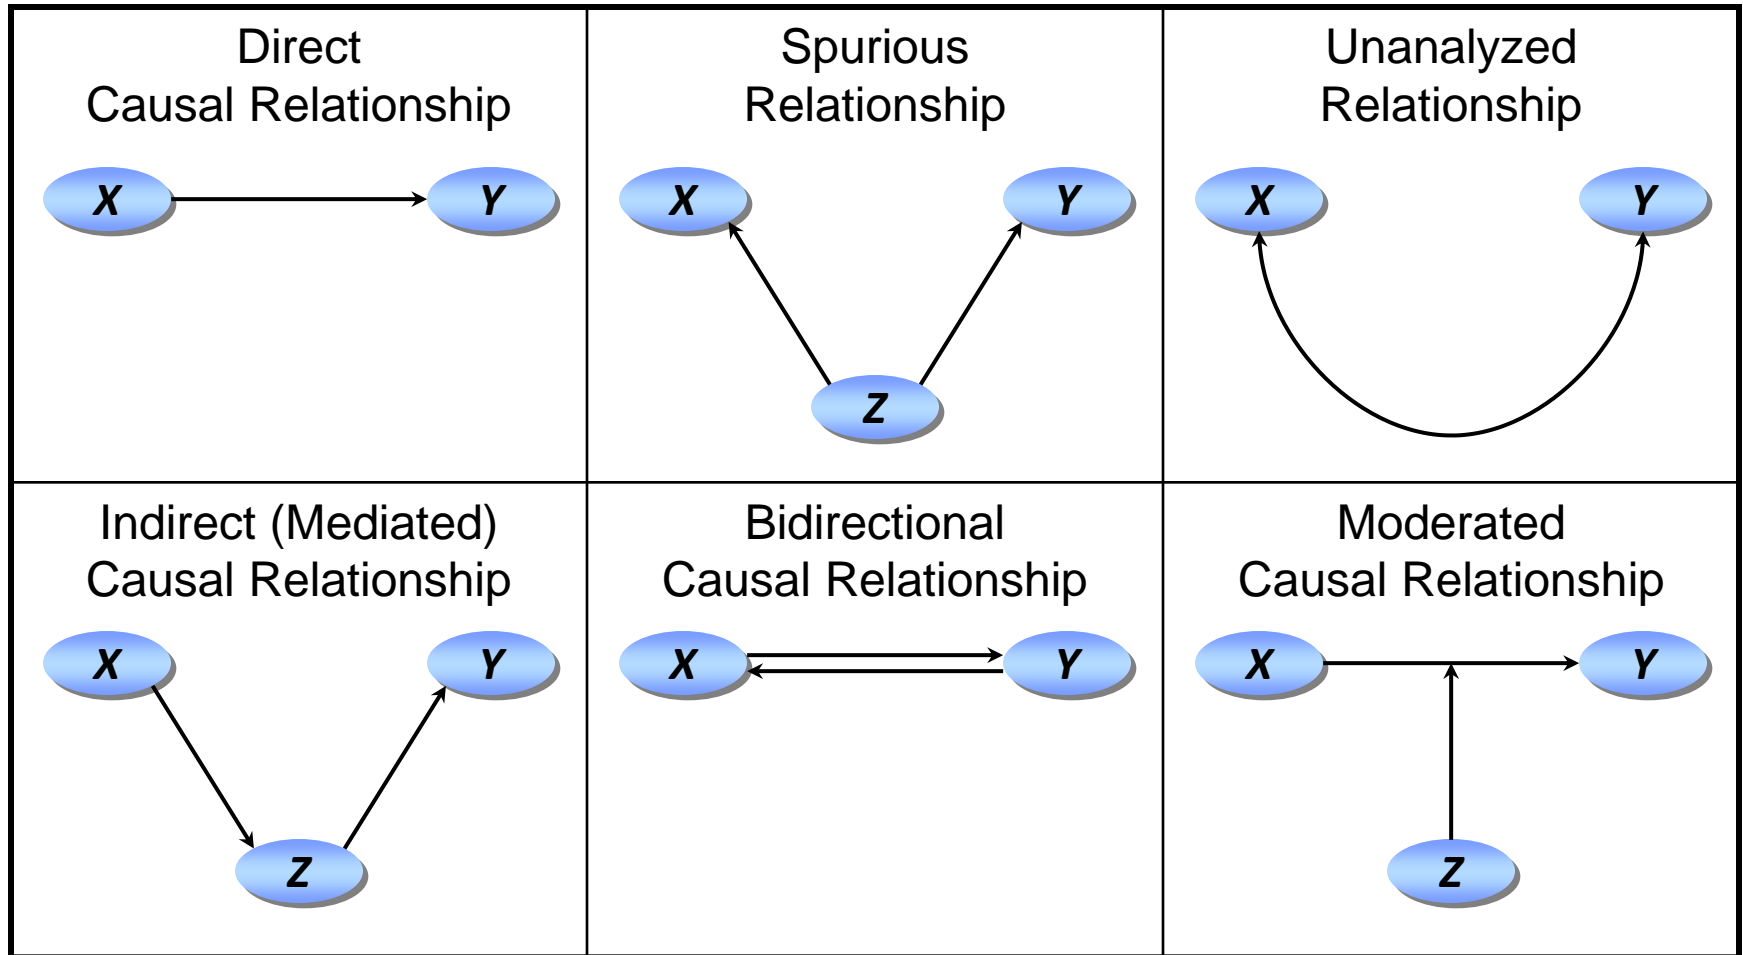 Direct
Causal Relationship
X
Y
Spurious
Relationship
X
Y
Z
Unanalyzed
Relationship
X
Y
Indirect (Mediated)
Causal Relationship
X
Y
Z
Bidirectional
Causal Relationship
X
Y
Moderated
Causal Relationship
X
Y
Z